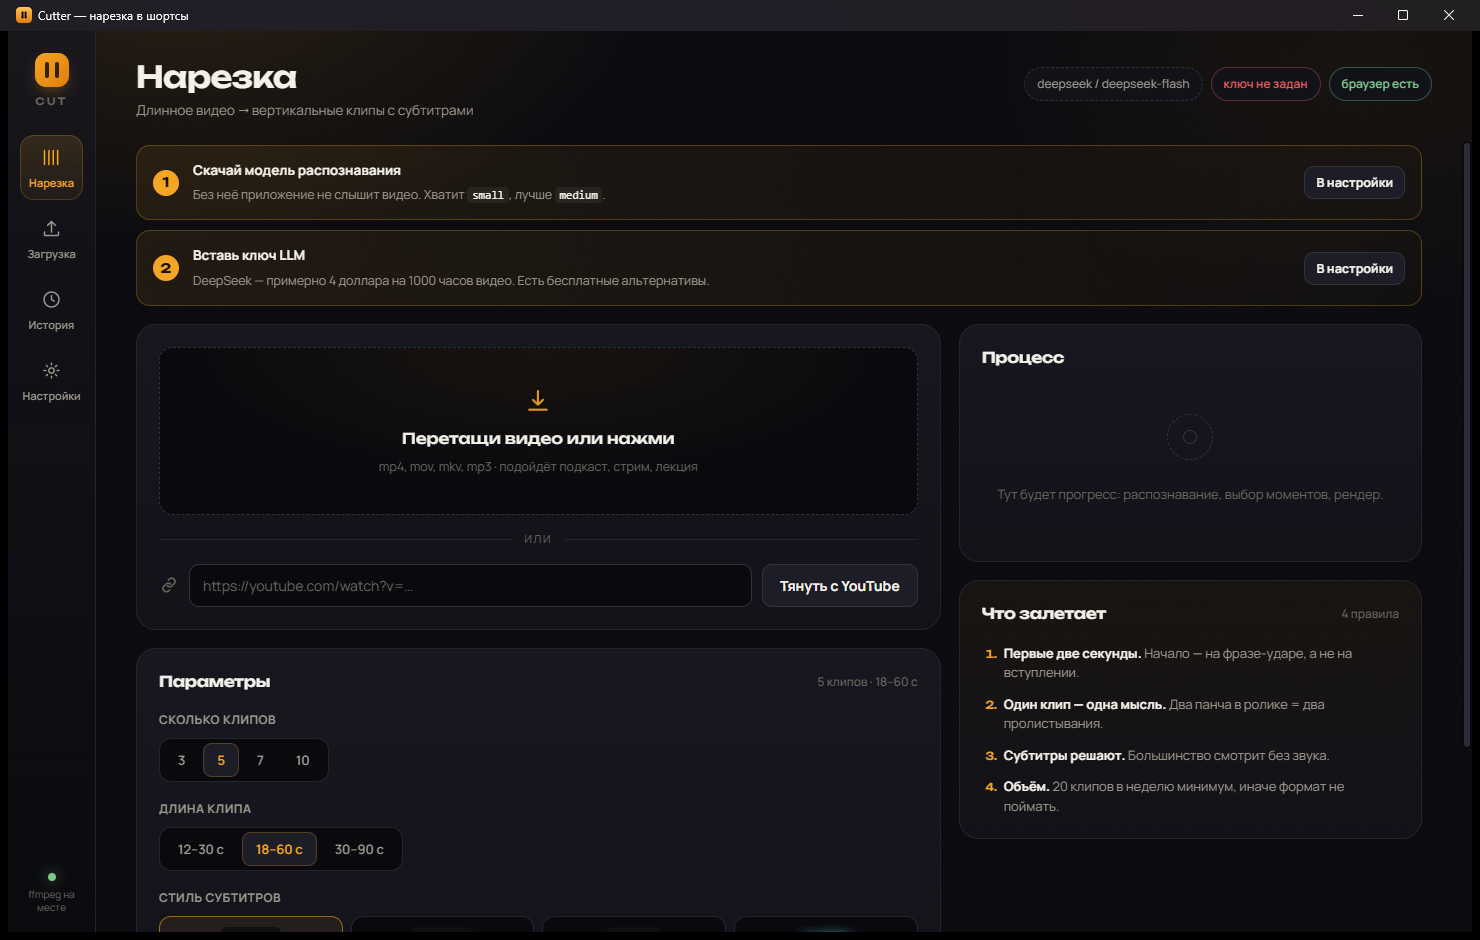 Cutter — нарезка в шортсы
CUT
Нарезка
Загрузка
История
Настройки
ffmpeg на
месте
Нарезка
Длинное видео → вертикальные клипы с субтитрами
deepseek / deepseek-flash
ключ не задан
браузер есть
1
Скачай модель распознавания
Без неё приложение не слышит видео. Хватит small, лучше medium.
В настройки
2
Вставь ключ LLM
DeepSeek — примерно 4 доллара на 1000 часов видео. Есть бесплатные альтернативы.
В настройки
Перетащи видео или нажми
mp4, mov, mkv, mp3 · подойдёт подкаст, стрим, лекция
ИЛИ
https://youtube.com/watch?v=…
Тянуть с YouTube
Параметры
5 клипов · 18–60 с
СКОЛЬКО КЛИПОВ
3 5 7 10
ДЛИНА КЛИПА
12–30 с 18–60 с 30–90 с
СТИЛЬ СУБТИТРОВ
Процесс
Тут будет прогресс: распознавание, выбор моментов, рендер.
Что залетает
4 правила
1. Первые две секунды. Начало — на фразе-ударе, а не на
вступлении.
2. Один клип — одна мысль. Два панча в ролике = два
пролистывания.
3. Субтитры решают. Большинство смотрит без звука.
4. Объём. 20 клипов в неделю минимум, иначе формат не
поймать.